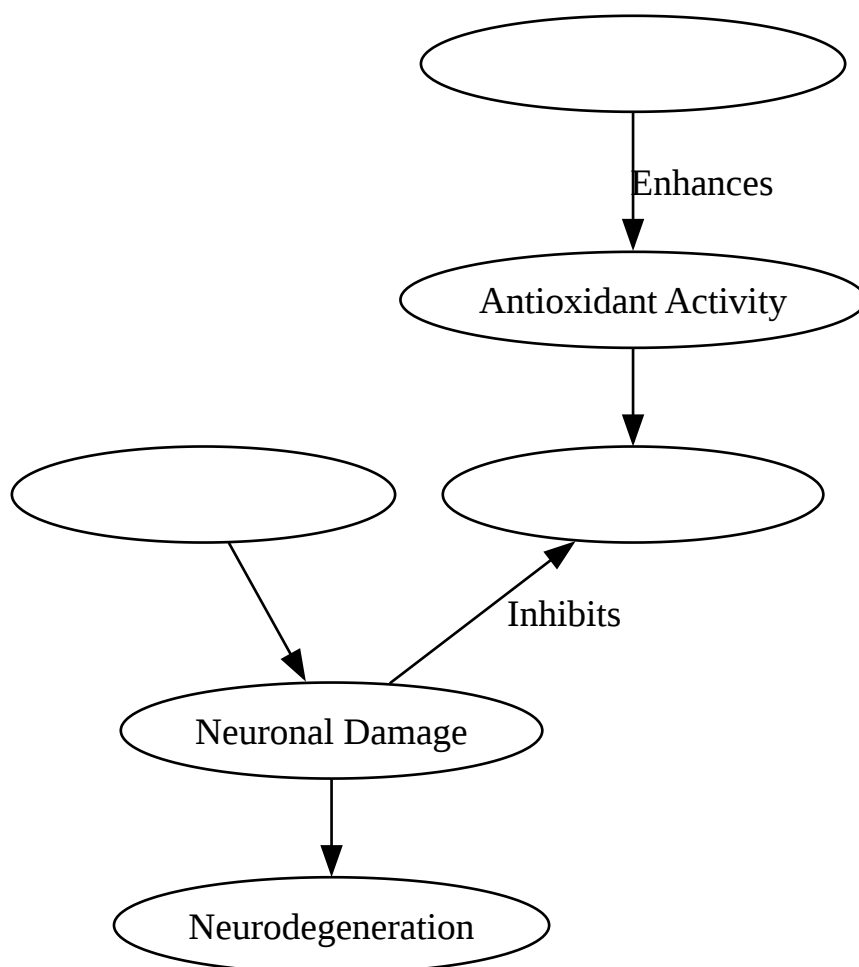 Enhances
Antioxidant Activity
Inhibits
Neuronal Damage
Neurodegeneration